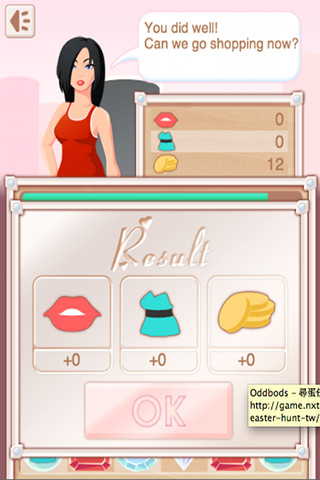 You did well!
Can we go shopping now?
0
0
12
Result
+0
+0
+0
OK
Oddbods - 尋蛋
http://game.nxt
easter-hunt-tw/